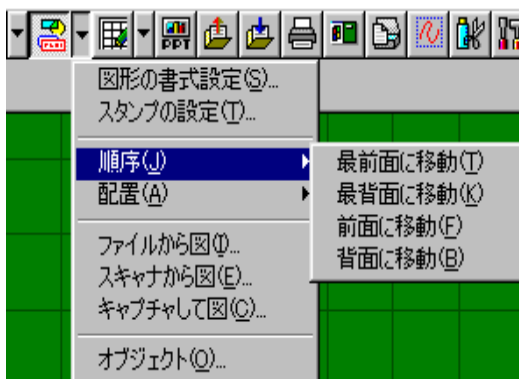 PPT
図形の書式設定(S)...
スタンプの設定(T)...
順序(J)
配置(A)
ファイルから図(I)...
スキャナから図(E)...
キャプチャして図(C)...
オブジェクト(O)...
最前面に移動(T)
最背面に移動(K)
前面に移動(F)
背面に移動(B)